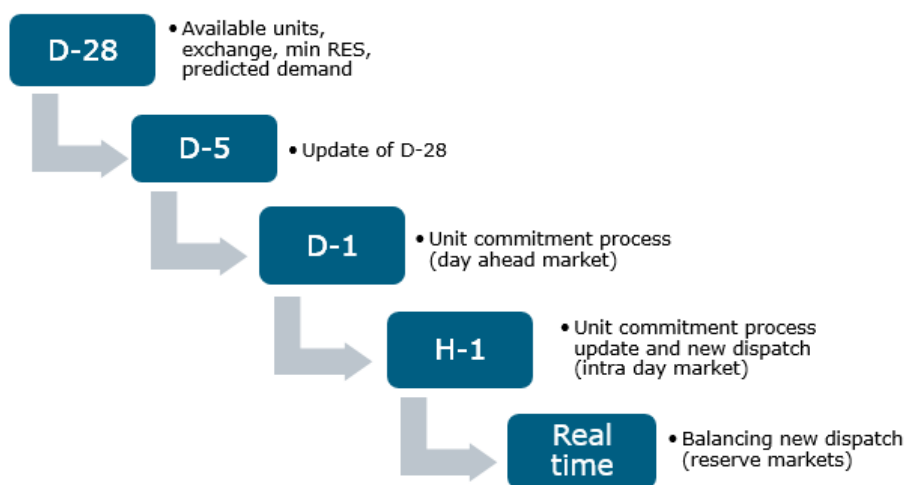 D-28
• Available units,
exchange, min RES,
predicted demand
D-5
• Update of D-28
D-1
• Unit commitment process
(day ahead market)
H-1
• Unit commitment process
update and new dispatch
(intra day market)
Real
time
• Balancing new dispatch
(reserve markets)